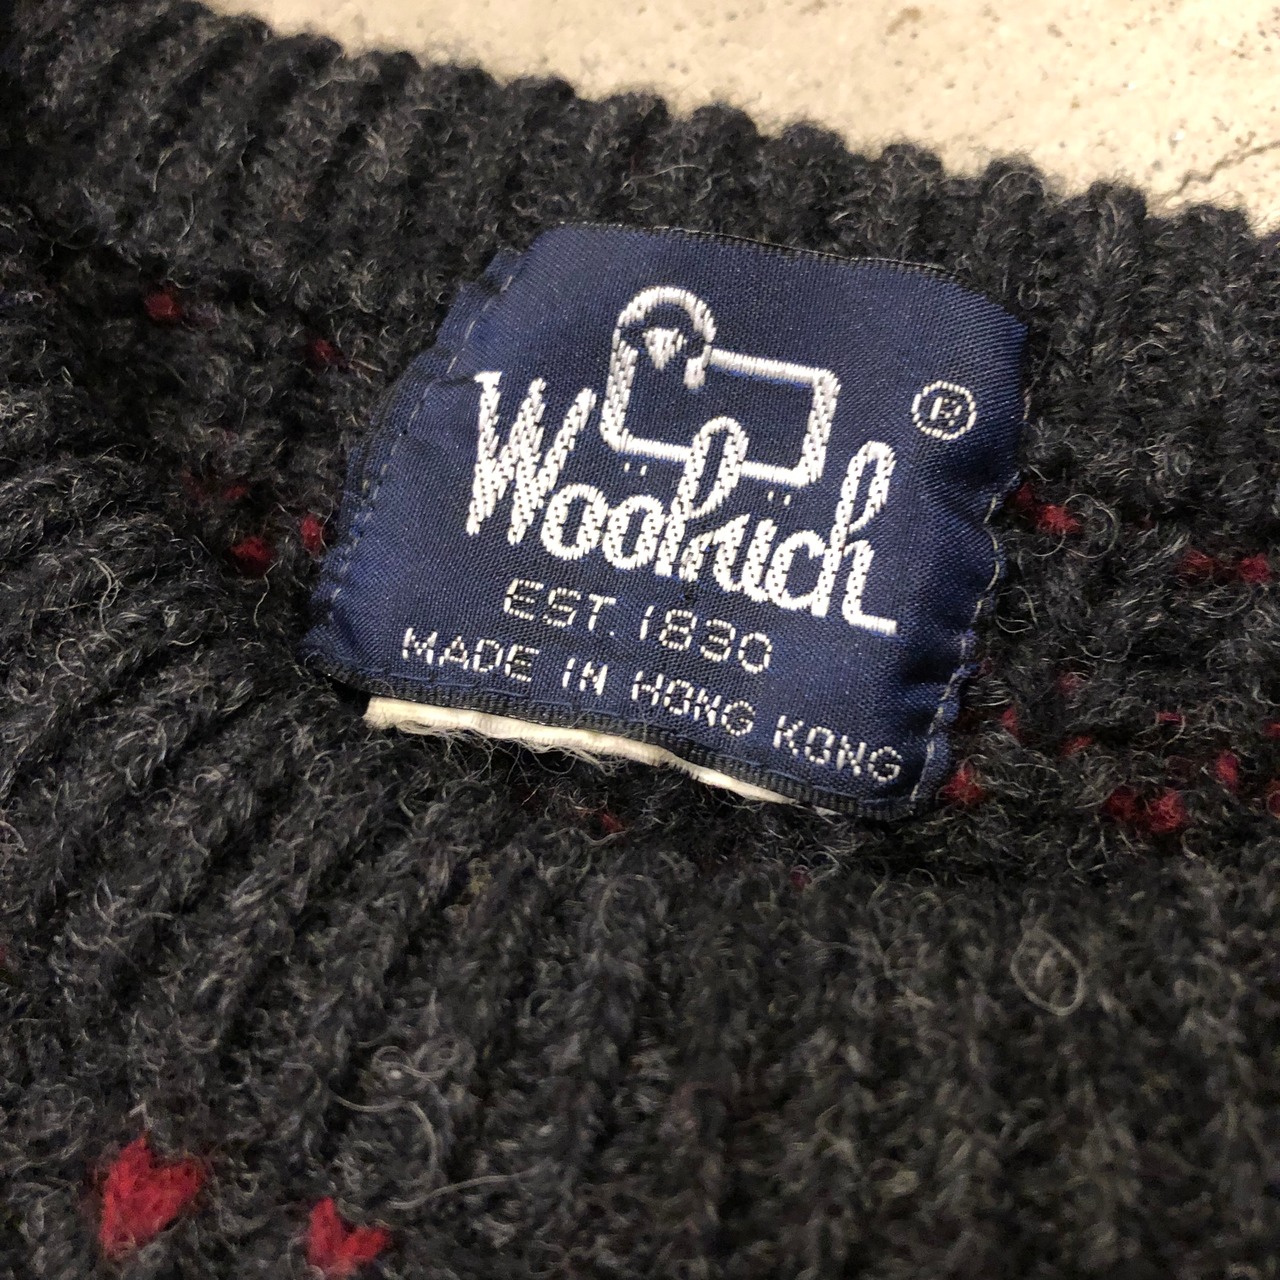 Woolrich ®
EST. 1830
MADE IN HONG KONG